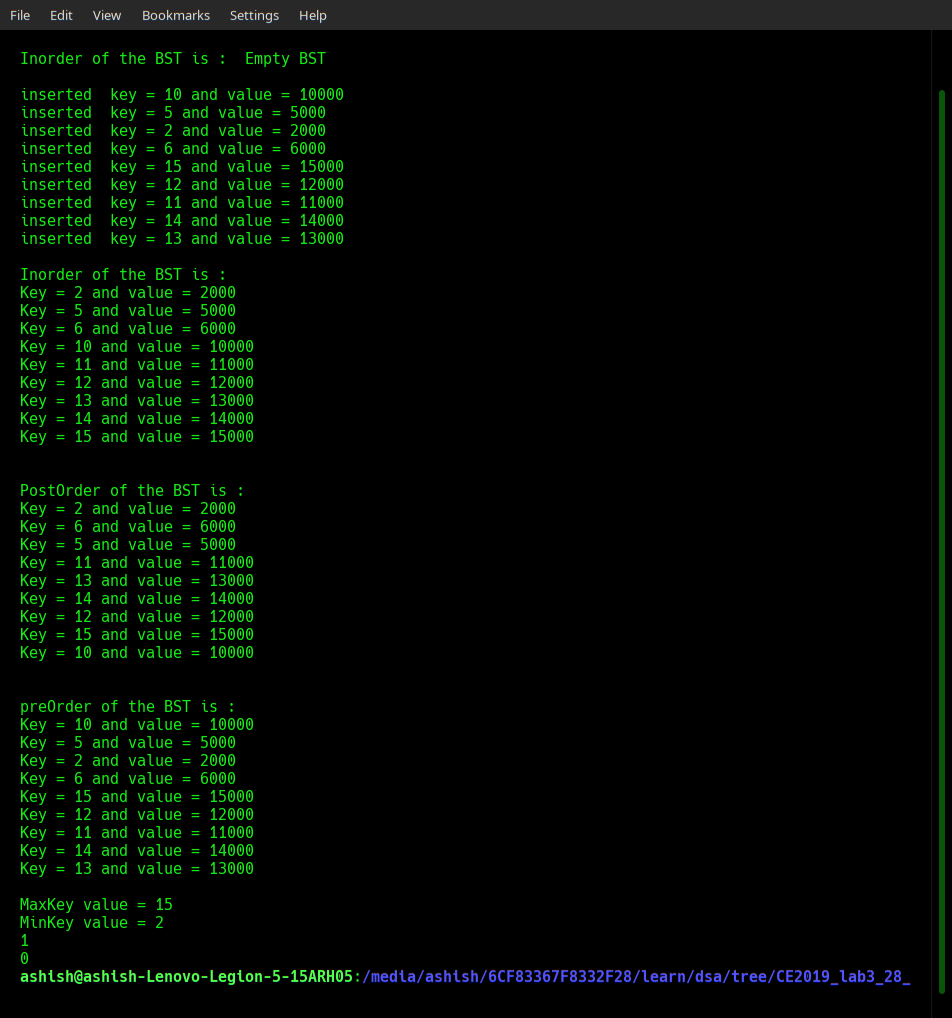 File Edit View Bookmarks Settings Help
Inorder of the BST is :  Empty BST
inserted  key = 10 and value = 10000
inserted  key = 5 and value = 5000
inserted  key = 2 and value = 2000
inserted  key = 6 and value = 6000
inserted  key = 15 and value = 15000
inserted  key = 12 and value = 12000
inserted  key = 11 and value = 11000
inserted  key = 14 and value = 14000
inserted  key = 13 and value = 13000
Inorder of the BST is :
Key = 2 and value = 2000
Key = 5 and value = 5000
Key = 6 and value = 6000
Key = 10 and value = 10000
Key = 11 and value = 11000
Key = 12 and value = 12000
Key = 13 and value = 13000
Key = 14 and value = 14000
Key = 15 and value = 15000
PostOrder of the BST is :
Key = 2 and value = 2000
Key = 6 and value = 6000
Key = 5 and value = 5000
Key = 11 and value = 11000
Key = 13 and value = 13000
Key = 14 and value = 14000
Key = 12 and value = 12000
Key = 15 and value = 15000
Key = 10 and value = 10000
preOrder of the BST is :
Key = 10 and value = 10000
Key = 5 and value = 5000
Key = 2 and value = 2000
Key = 6 and value = 6000
Key = 15 and value = 15000
Key = 12 and value = 12000
Key = 11 and value = 11000
Key = 14 and value = 14000
Key = 13 and value = 13000
MaxKey value = 15
MinKey value = 2
1
0
ashish@ashish-Lenovo-Legion-5-15ARH05:/media/ashish/6CF83367F8332F28/learn/dsa/tree/CE2019_lab3_28_